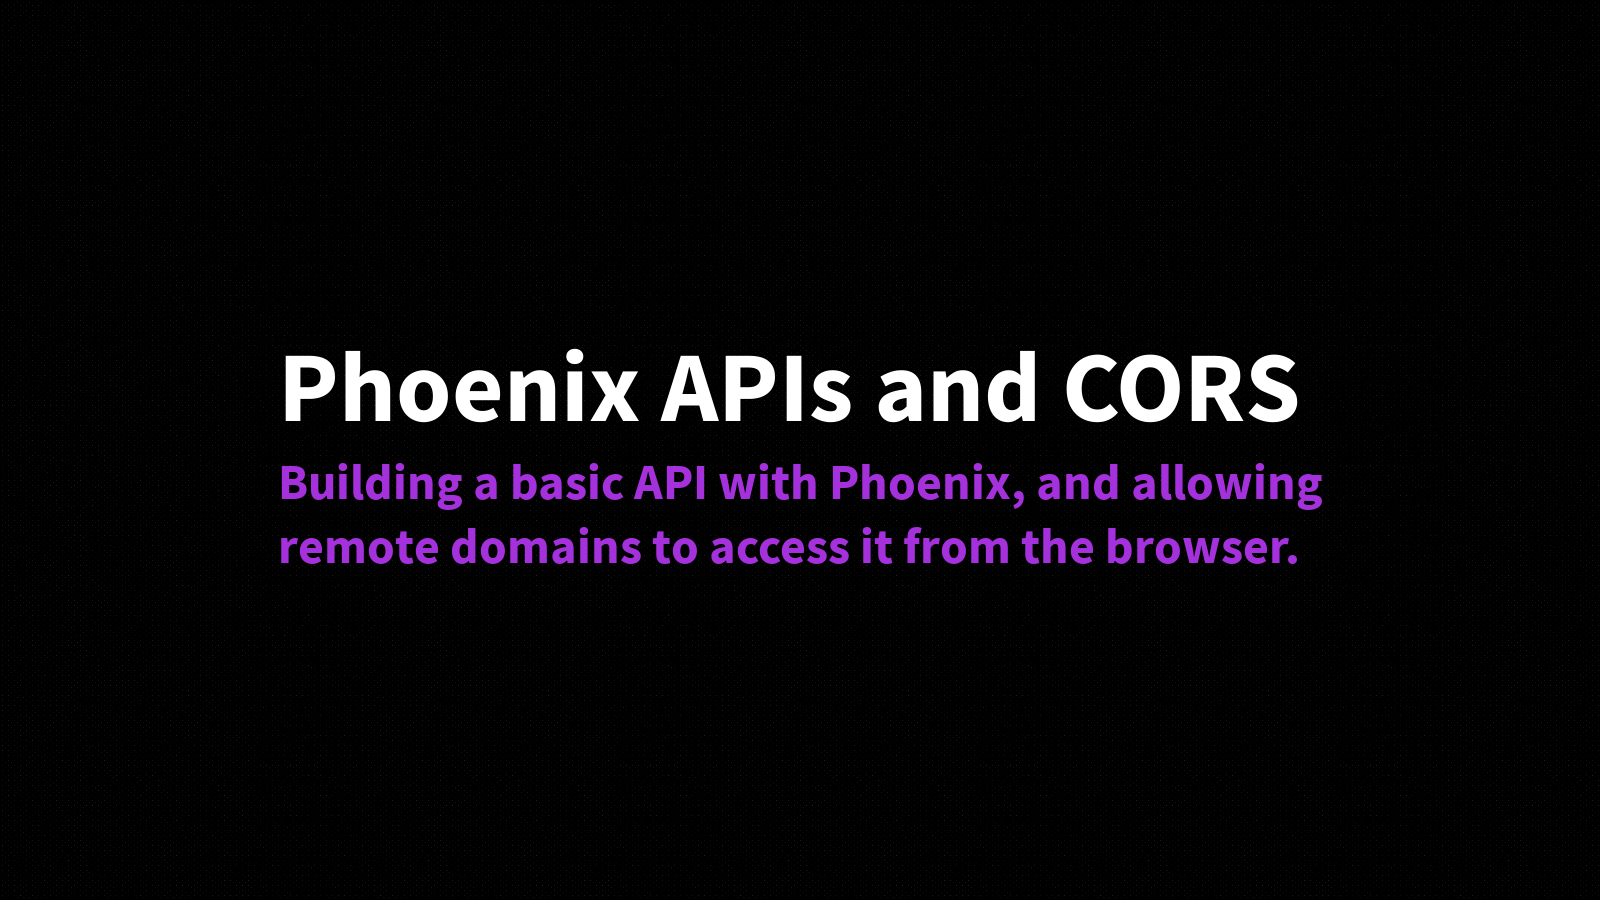 Phoenix APIs and CORS
Building a basic API with Phoenix, and allowing
remote domains to access it from the browser.